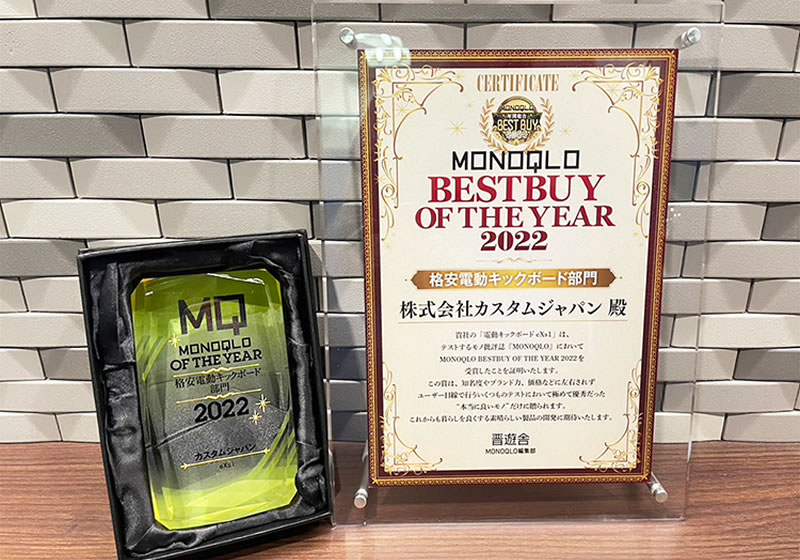 MQ
MONOQLO
OF THE YEAR
格安電動キックボード
部門
2022
カスタムジャパン
eXs1
CERTIFICATE
MONOQLO
年間総合
BEST BUY
MONOQLO
BESTBUY
OF THE YEAR
2022
格安電動キックボード部門
株式会社カスタムジャパン 殿
貴社の「電動キックボード eXs1」は、
テストするモノ批評誌『MONOQLO』において
MONOQLO BESTBUY OF THE YEAR 2022を
受賞したことを証明いたします。
この賞は、知名度やブランド力、価格などに左右されず
ユーザー目線で行ういくつものテストにおいて極めて優秀だった
“本当に良いモノ”だけに贈られます。
これからも暮らしを良くする素晴らしい製品の開発に期待いたします。
晋遊舎
MONOQLO編集部